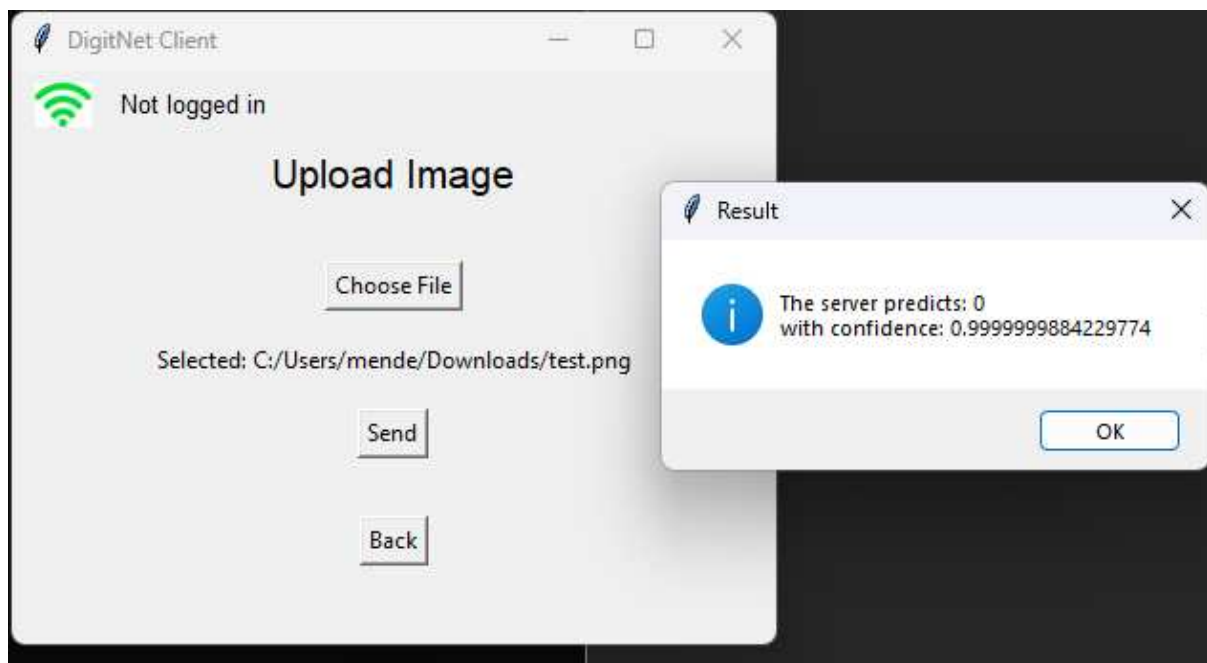 DigitNet Client
Not logged in
Upload Image
Choose File
Selected: C:/Users/mende/Downloads/test.png
Send
Back
Result
The server predicts: 0
with confidence: 0.9999999884229774
OK